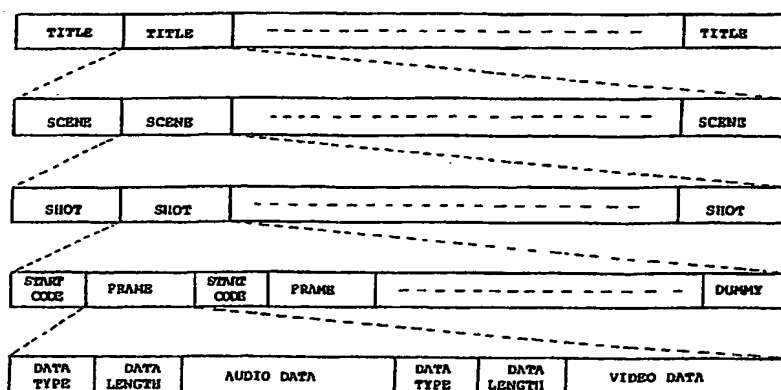 TITLE TITLE TITLE
SCENE SCENE SCENE
SHOT SHOT SHOT
START CODE FRAME START CODE FRAME DUMMY
DATA TYPE DATA LENGTH AUDIO DATA DATA TYPE DATA LENGTH VIDEO DATA